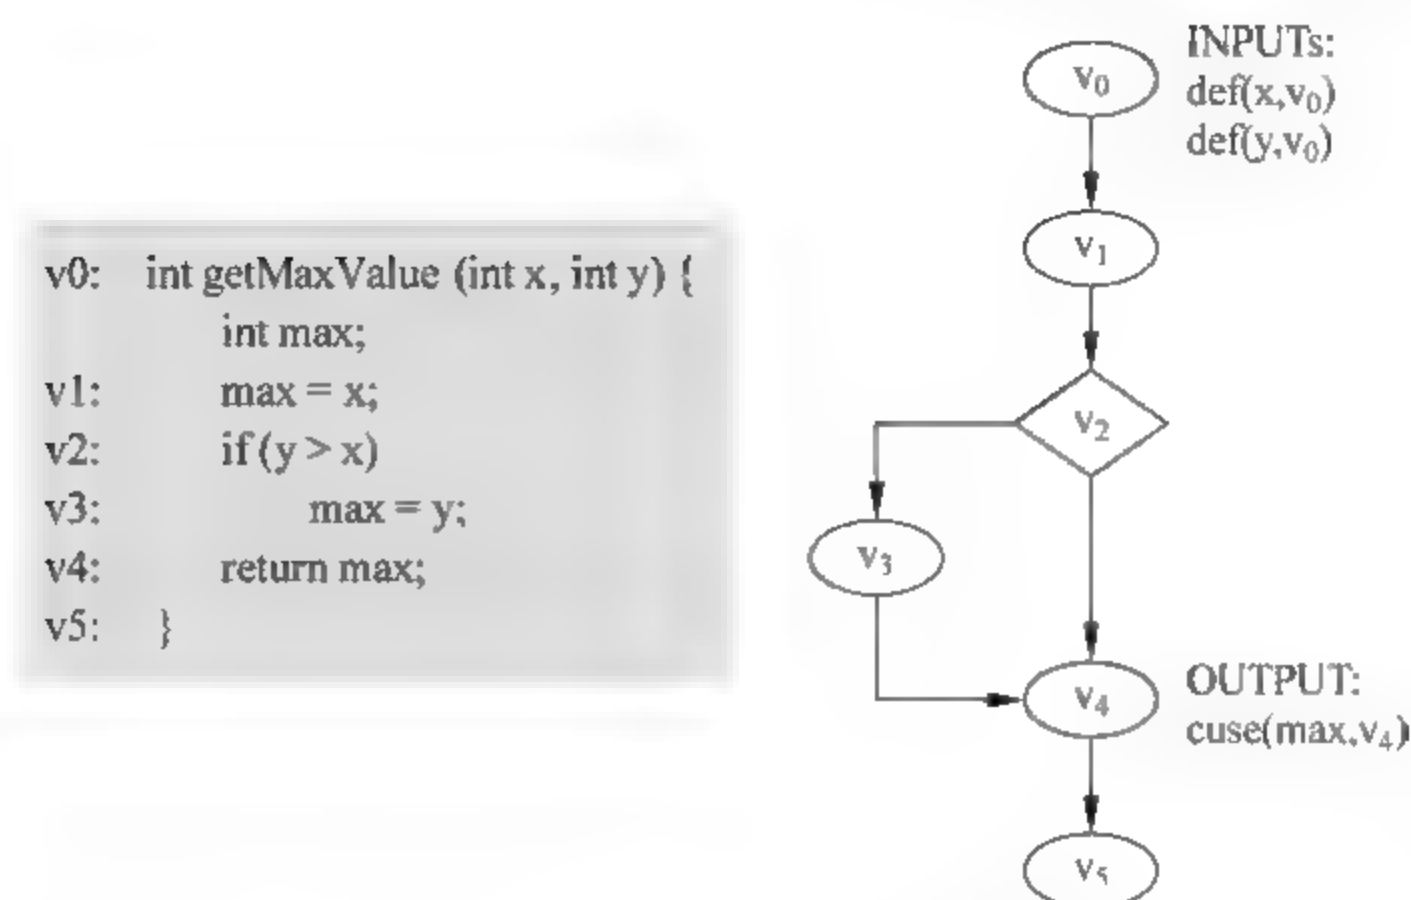 v0: int getMaxValue (int x, int y) {
int max;
v1: max = x;
v2: if (y > x)
v3: max = y;
v4: return max;
v5: }
v₀
INPUTs:
def(x,v₀)
def(y,v₀)
v₁
v₂
v₃
v₄
OUTPUT:
cuse(max,v₄)
v₅